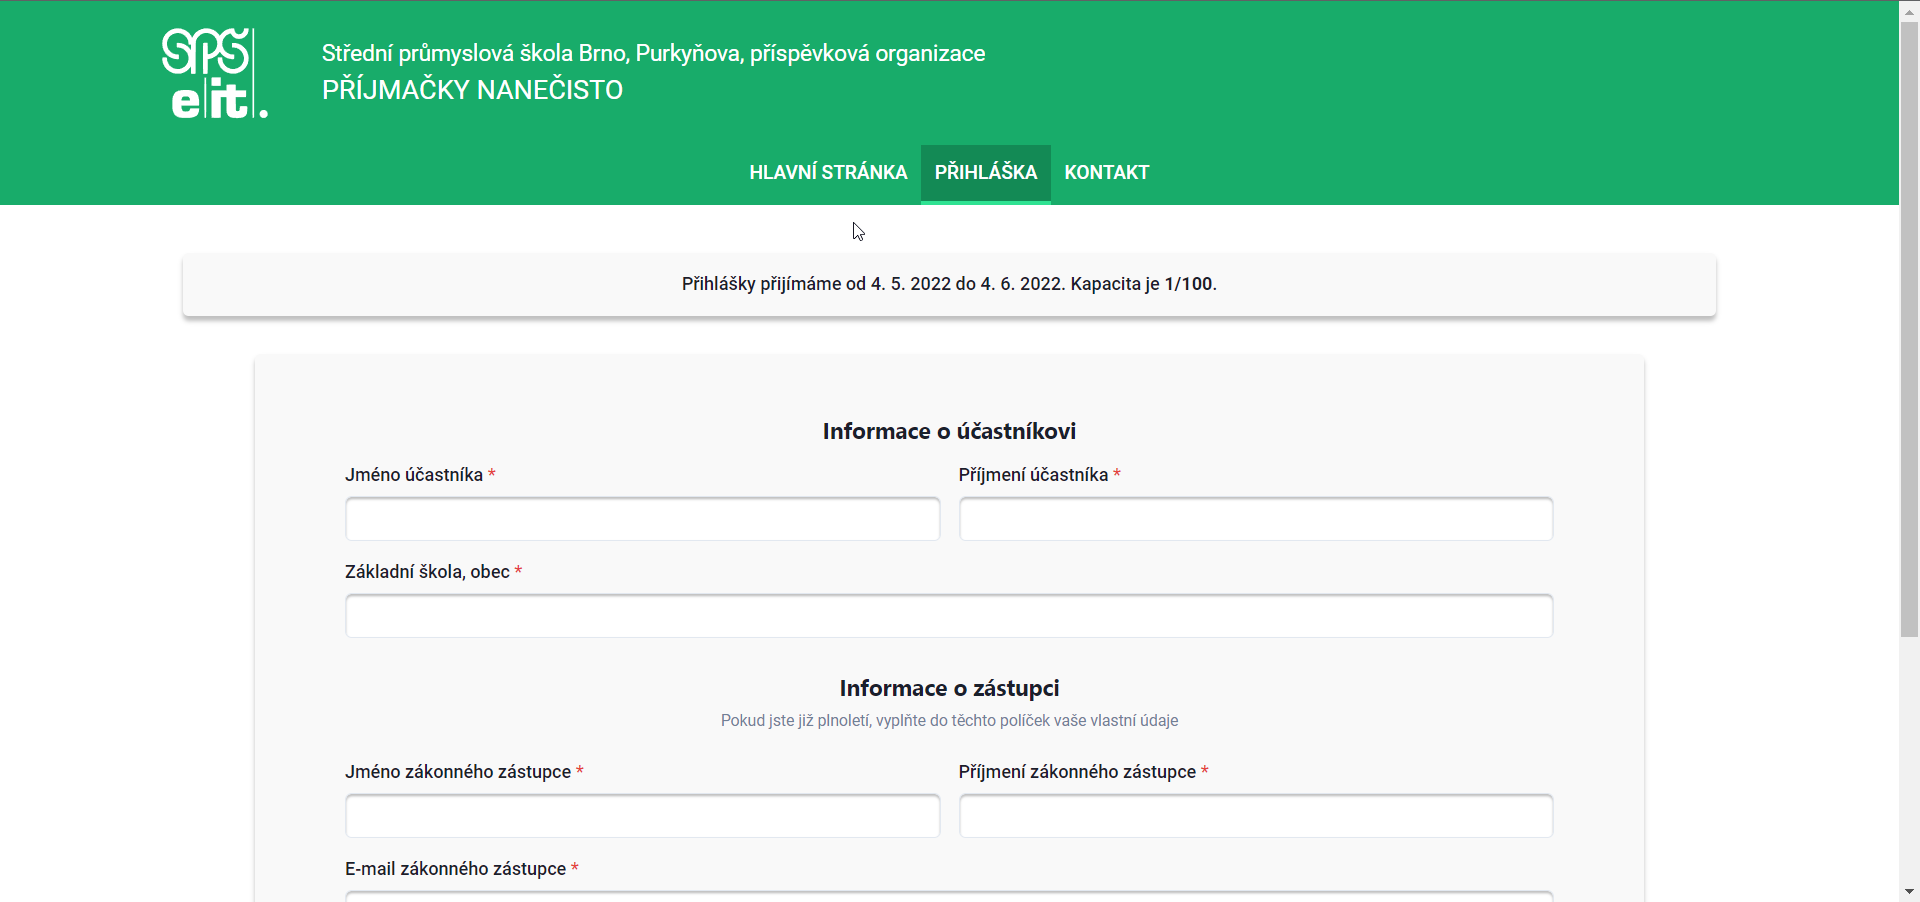 SPŠ
e|it.
Střední průmyslová škola Brno, Purkyňova, příspěvková organizace
PŘÍJMAČKY NANEČISTO
HLAVNÍ STRÁNKA PŘIHLÁŠKA KONTAKT
Přihlášky přijímáme od 4. 5. 2022 do 4. 6. 2022. Kapacita je 1/100.
Informace o účastníkovi
Jméno účastníka * Příjmení účastníka *
Základní škola, obec *
Informace o zástupci
Pokud jste již plnoletí, vyplňte do těchto políček vaše vlastní údaje
Jméno zákonného zástupce * Příjmení zákonného zástupce *
E-mail zákonného zástupce *